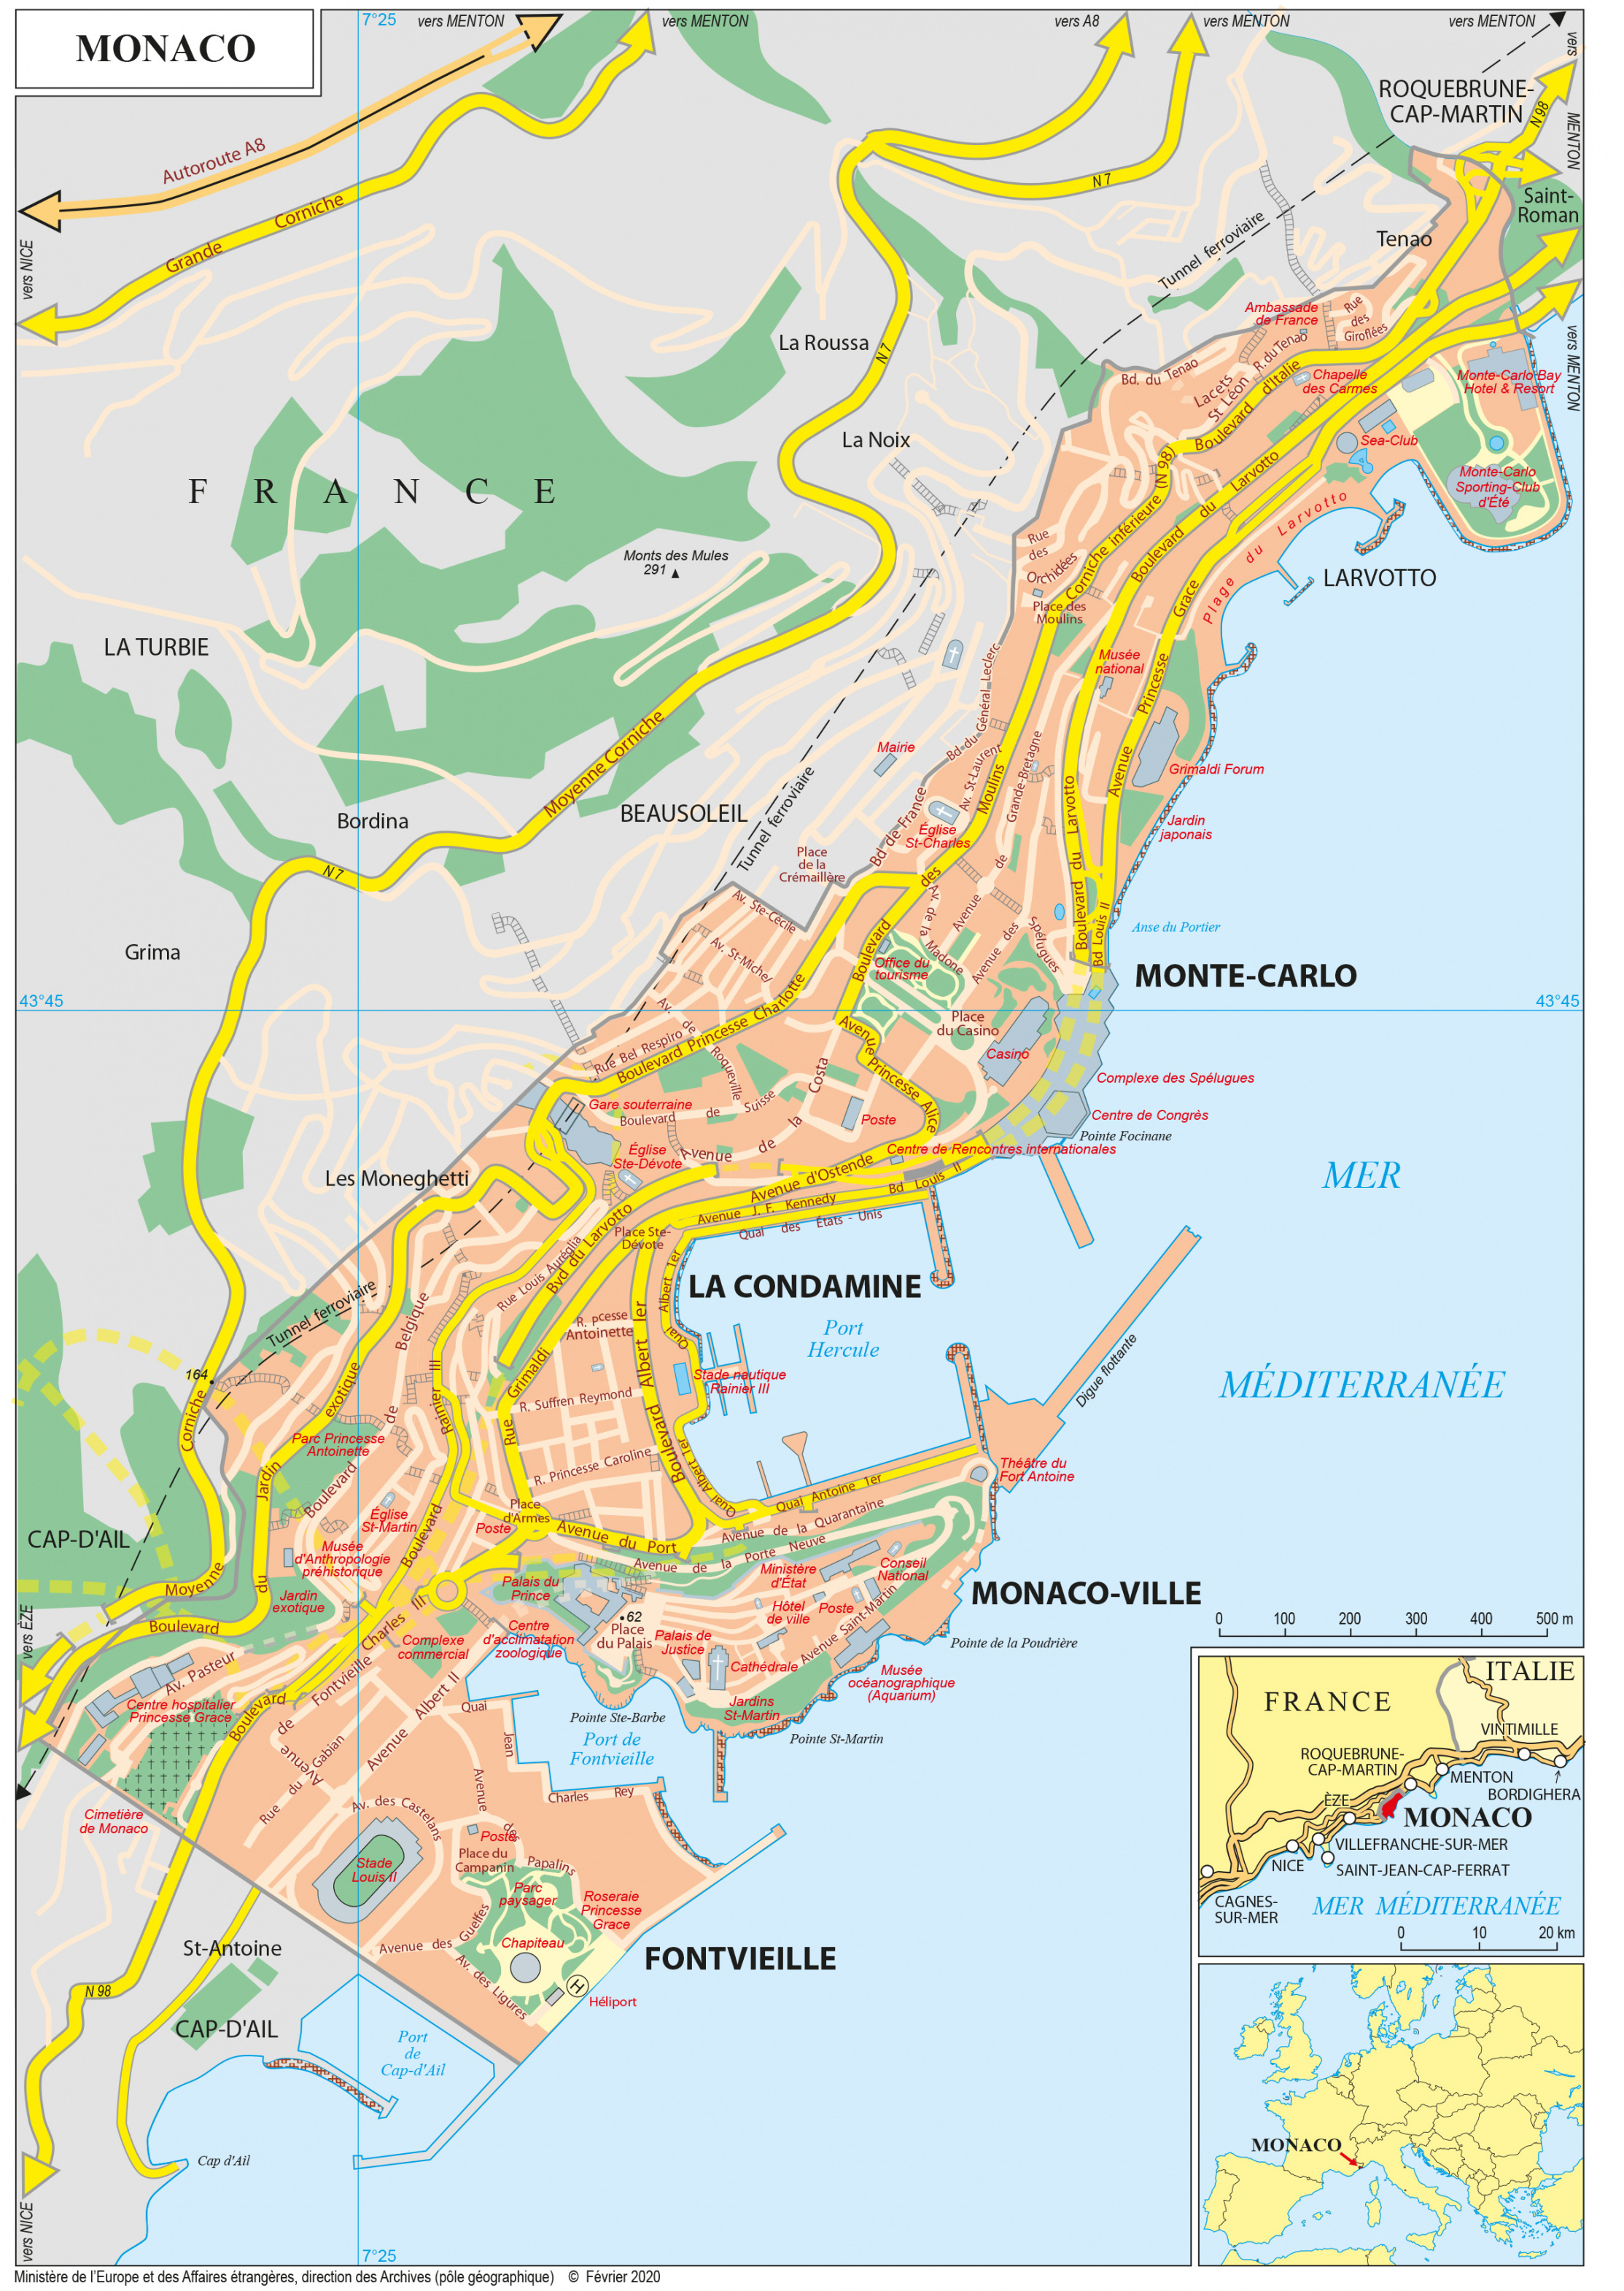 MONACO
7°25
vers MENTON
vers MENTON
vers A8
vers MENTON
vers MENTON
vers
MENTON
ROQUEBRUNE-
CAP-MARTIN
N 98
Autoroute A8
Grande Corniche
vers NICE
N 7
Saint-
Roman
Tenao
Tunnel ferroviaire
Ambassade
de France
Rue
des
Giroflées
La Roussa
N 7
Bd. du Tenao
R. du Tenao
Lacets
St Léon
Boulevard d'Italie
Chapelle
des Carmes
Monte-Carlo Bay
Hotel & Resort
vers MENTON
La Noix
Sea-Club
Monte-Carlo
Sporting-Club
d'Été
FRANCE
Corniche inférieure (N 98)
Boulevard du Larvotto
Plage du Larvotto
Rue
des
Orchidées
LARVOTTO
Monts des Mules
291
Place des
Moulins
Avenue Princesse Grace
Musée
national
LA TURBIE
Bd du Général Leclerc
Mairie
Av. St-Laurent
Grande-Bretagne
Grimaldi Forum
Moyenne Corniche
BEAUSOLEIL
Bordina
Tunnel ferroviaire
Bd de France
Église
St-Charles
Moulins
Boulevard du Larvotto
Jardin
japonais
Place
de la
Crémaillère
des
de
N 7
Av. Ste-Cécile
Av. de la Madone
Avenue
Avenue des Spélugues
Bd Louis II
Anse du Portier
Boulevard
Grima
Av. St-Michel
Office du
tourisme
MONTE-CARLO
43°45
43°45
Av. de Roqueville
Place
du Casino
Casino
Rue Bel Respiro
Boulevard Princesse Charlotte
Avenue Princesse Alice
Complexe des Spélugues
Gare souterraine
Boulevard de Suisse
Costa
Poste
Centre de Congrès
Pointe Focinane
Église
Ste-Dévote
Avenue de la
Centre de Rencontres internationales
Les Moneghetti
Avenue d'Ostende
Bd Louis II
Avenue J. F. Kennedy
Quai des États - Unis
MER
Place Ste-
Dévote
Bvd du Larvotto
Rue Louis Auréglia
Quai Albert 1er
LA CONDAMINE
Port
Hercule
Tunnel ferroviaire
Belgique
R. Pcesse
Antoinette
Boulevard Albert Ier
Digue flottante
164
Stade nautique
Rainier III
MÉDITERRANÉE
Rainier III
Rue Grimaldi
R. Suffren Reymond
exotique
Corniche
Parc Princesse
Antoinette
de
Boulevard
Jardin
R. Princesse Caroline
Quai Albert 1er
Quai Antoine 1er
Théâtre du
Fort Antoine
Église
St-Martin
Boulevard
Poste
Place
d'Armes
Avenue du Port
Avenue de la Quarantaine
Avenue de la Porte Neuve
CAP-D'AIL
Musée
d'Anthropologie
préhistorique
Ministère
d'État
Conseil
National
Moyenne
du
Jardin
exotique
Palais du
Prince
MONACO-VILLE
Hôtel
de ville
Poste
62
Place
du Palais
Avenue Saint-Martin
vers ÈZE
Boulevard
Charles III
Complexe
commercial
Centre
d'acclimatation
zoologique
Palais de
Justice
Pointe de la Poudrière
0 100 200 300 400 500 m
Av. Pasteur
Fontvieille
Cathédrale
Musée
océanographique
(Aquarium)
Centre hospitalier
Princesse Grace
Boulevard
Avenue Albert II
Quai
Jardins
St-Martin
Pointe Ste-Barbe
Pointe St-Martin
Port de
Fontvieille
de
Avenue
Rue du Gabian
Jean
Charles Rey
Avenue des Papalins
Av. des Castelans
Cimetière
de Monaco
Poste
Place du
Campanin
Stade
Louis II
Parc
paysager
Roseraie
Princesse
Grace
Avenue des Guelfes
Chapiteau
St-Antoine
FONTVIEILLE
Av. des Ligures
H
Héliport
N 98
CAP-D'AIL
Port
de
Cap-d'Ail
Cap d'Ail
vers NICE
7°25
ITALIE
FRANCE
VINTIMILLE
ROQUEBRUNE-
CAP-MARTIN
MENTON
BORDIGHERA
ÈZE
MONACO
VILLEFRANCHE-SUR-MER
NICE
SAINT-JEAN-CAP-FERRAT
CAGNES-
SUR-MER
MER MÉDITERRANÉE
0 10 20 km
MONACO
Ministère de l'Europe et des Affaires étrangères, direction des Archives (pôle géographique) © Février 2020